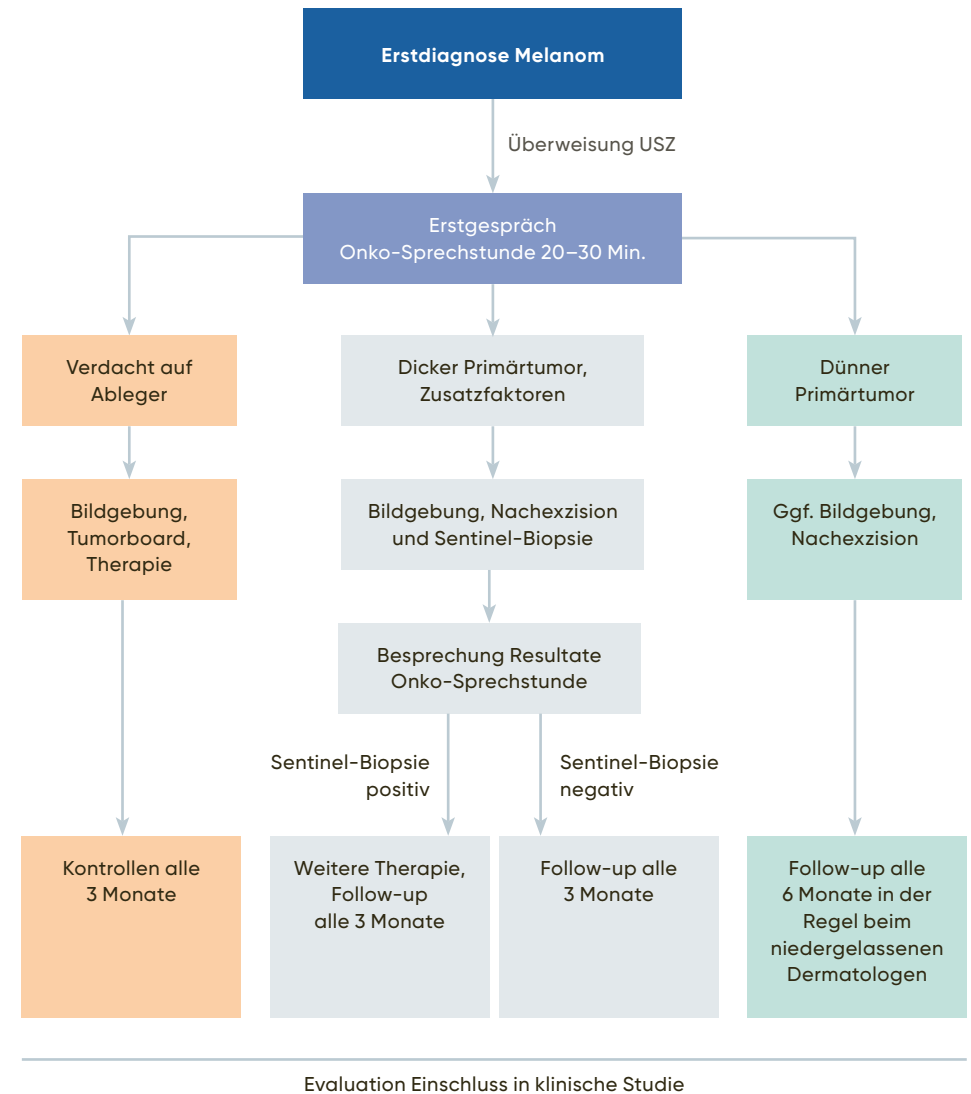 Erstdiagnose Melanom
Überweisung USZ
Erstgespräch
Onko-Sprechstunde 20–30 Min.
Verdacht auf
Ableger
Dicker Primärtumor,
Zusatzfaktoren
Dünner
Primärtumor
Bildgebung,
Tumorboard,
Therapie
Bildgebung, Nachexzision
und Sentinel-Biopsie
Ggf. Bildgebung,
Nachexzision
Besprechung Resultate
Onko-Sprechstunde
Sentinel-Biopsie
positiv
Sentinel-Biopsie
negativ
Kontrollen alle
3 Monate
Weitere Therapie,
Follow-up
alle 3 Monate
Follow-up alle
3 Monate
Follow-up alle
6 Monate in der
Regel beim
niedergelassenen
Dermatologen
Evaluation Einschluss in klinische Studie